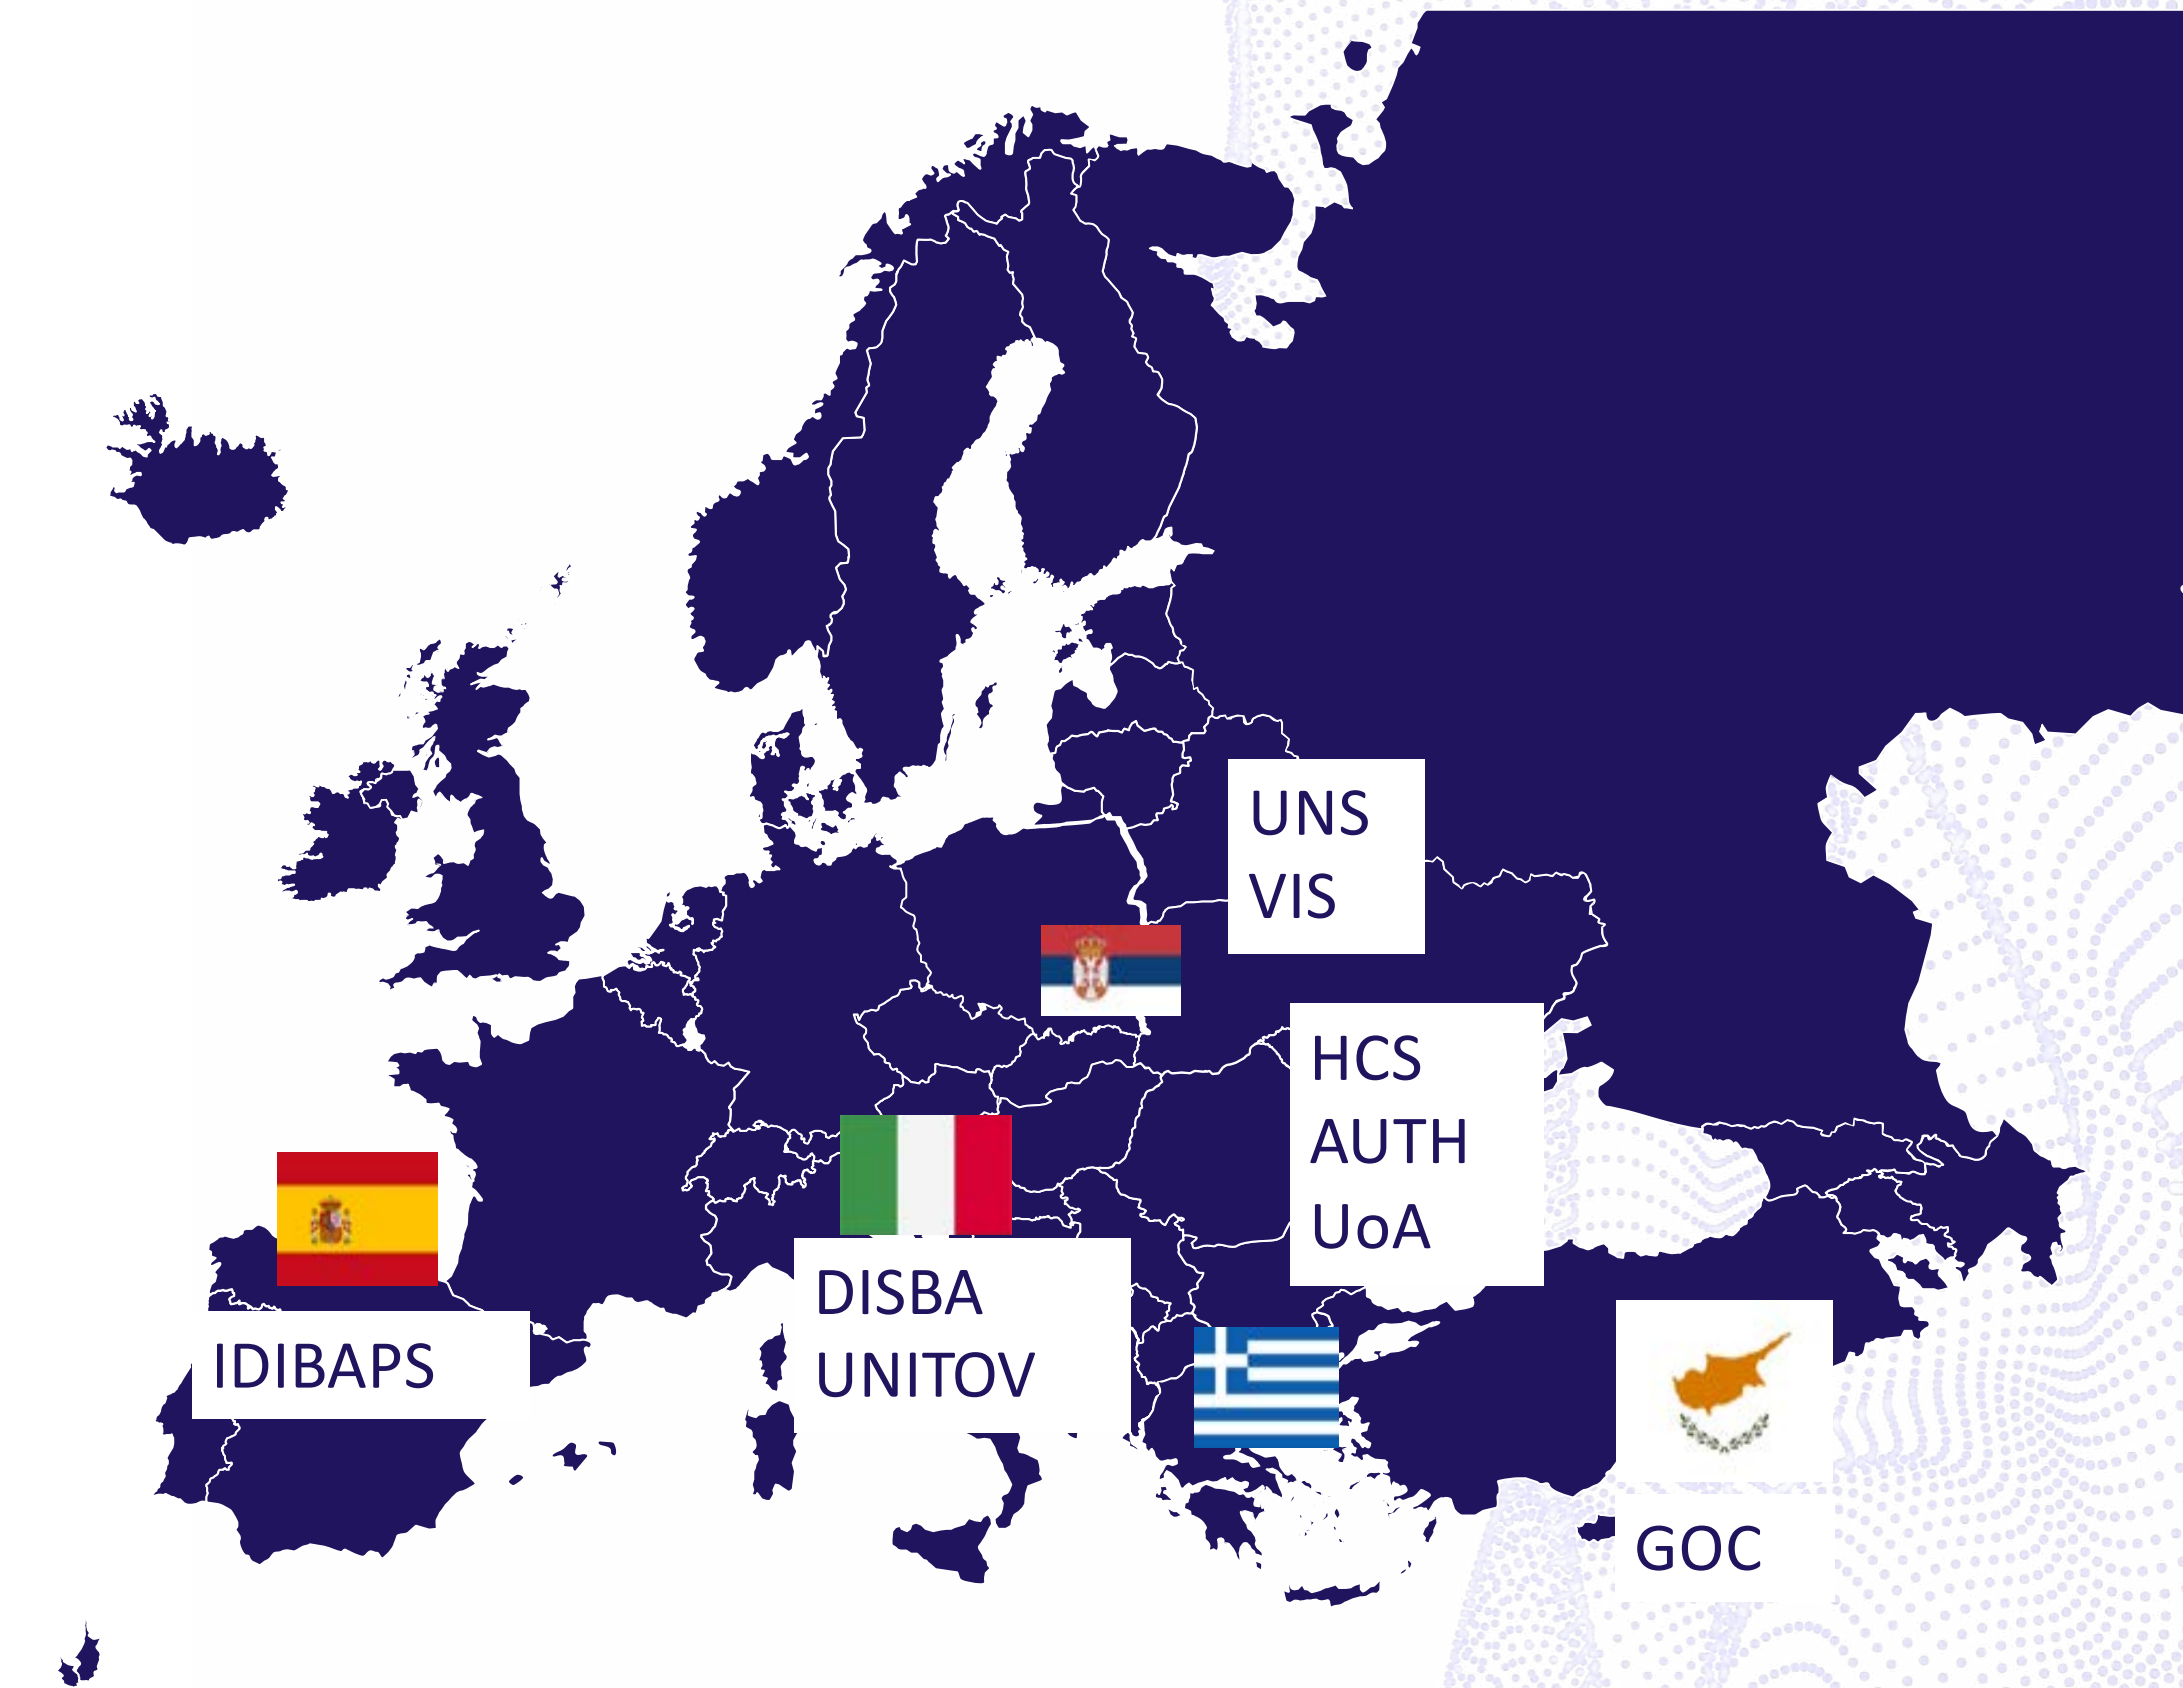 UNS
VIS
HCS
AUTH
UoA
DISBA
UNITOV
IDIBAPS
GOC